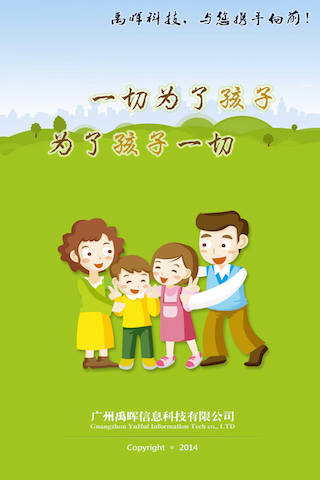 禹晖科技，与您携手向前！
一切为了孩子
为了孩子一切
广州禹晖信息科技有限公司
Guangzhou YuHui Information Tech co., LTD
Copyright • 2014